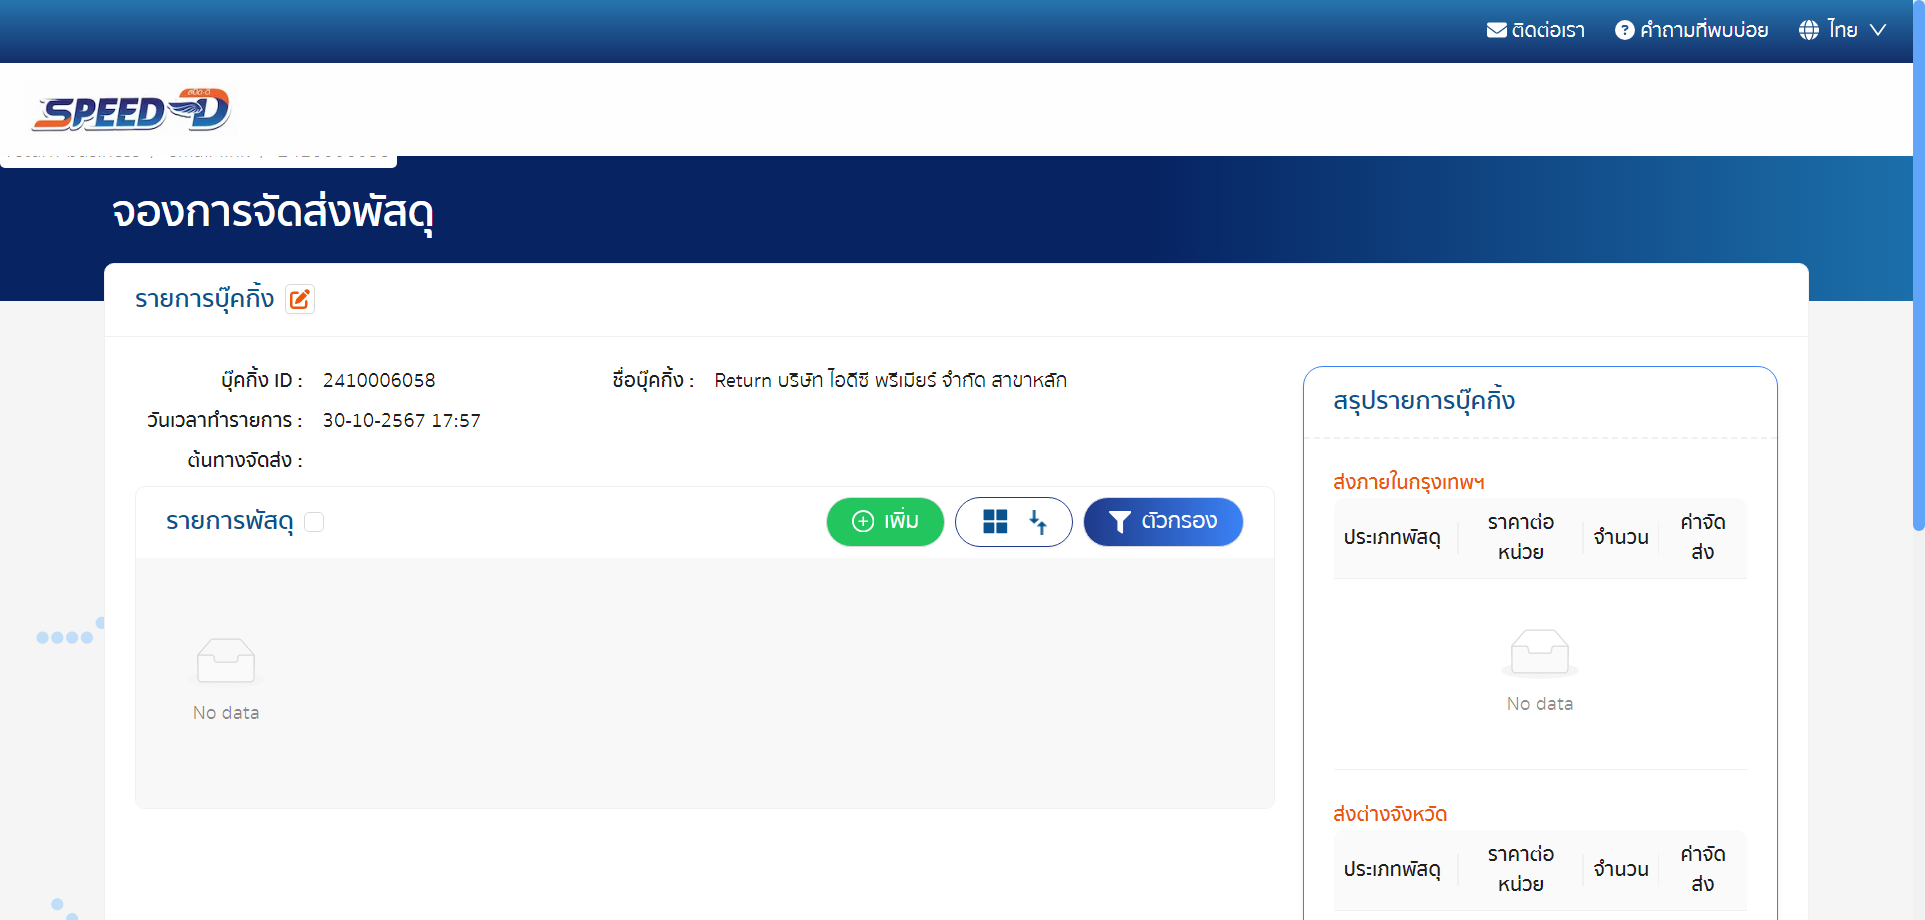 ติดต่อเรา
คำถามที่พบบ่อย
ไทย
สปีด-ดี
SPEED-D
จองการจัดส่งพัสดุ
รายการบุ๊คกิ้ง
บุ๊คกิ้ง ID : 2410006058
ชื่อบุ๊คกิ้ง : Return บริษัท ไอดีซี พรีเมียร์ จำกัด สาขาหลัก
วันเวลาทำรายการ : 30-10-2567 17:57
ต้นทางจัดส่ง :
รายการพัสดุ
เพิ่ม
ตัวกรอง
No data
สรุปรายการบุ๊คกิ้ง
ส่งภายในกรุงเทพฯ
ประเภทพัสดุ ราคาต่อหน่วย จำนวน ค่าจัดส่ง
No data
ส่งต่างจังหวัด
ประเภทพัสดุ ราคาต่อหน่วย จำนวน ค่าจัดส่ง